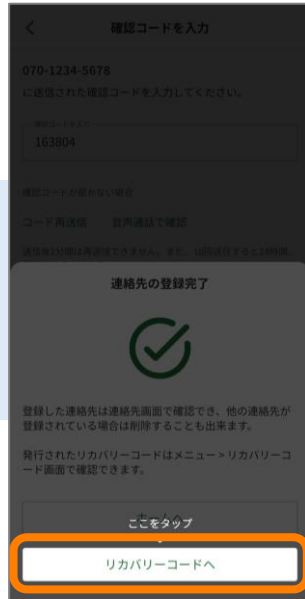 確認コードを入力
070-1234-5678
に送信された確認コードを入力してください。
確認コードを入力
163804
確認コードが届かない場合
コード再送信 音声通話で確認
連絡先の登録完了
登録した連絡先は連絡先画面で確認でき、他の連絡先が
登録されている場合は削除することも出来ます。
発行されたリカバリーコードはメニュー > リカバリーコ
ード画面で確認できます。
ここをタップ
リカバリーコードへ